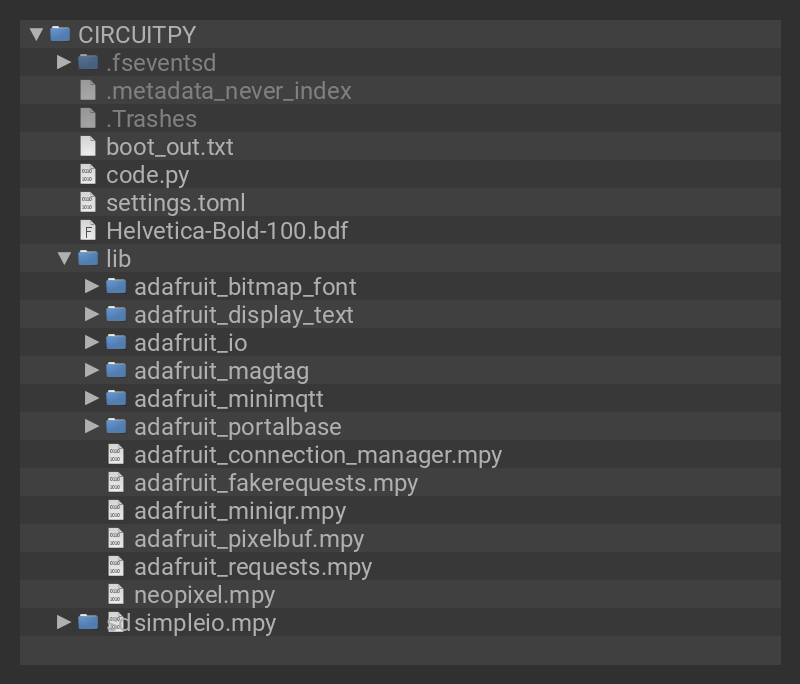 CIRCUITPY
.fseventsd
.metadata_never_index
.Trashes
boot_out.txt
code.py
settings.toml
Helvetica-Bold-100.bdf
lib
adafruit_bitmap_font
adafruit_display_text
adafruit_io
adafruit_magtag
adafruit_minimqtt
adafruit_portalbase
adafruit_connection_manager.mpy
adafruit_fakerequests.mpy
adafruit_miniqr.mpy
adafruit_pixelbuf.mpy
adafruit_requests.mpy
neopixel.mpy
sd simpleio.mpy